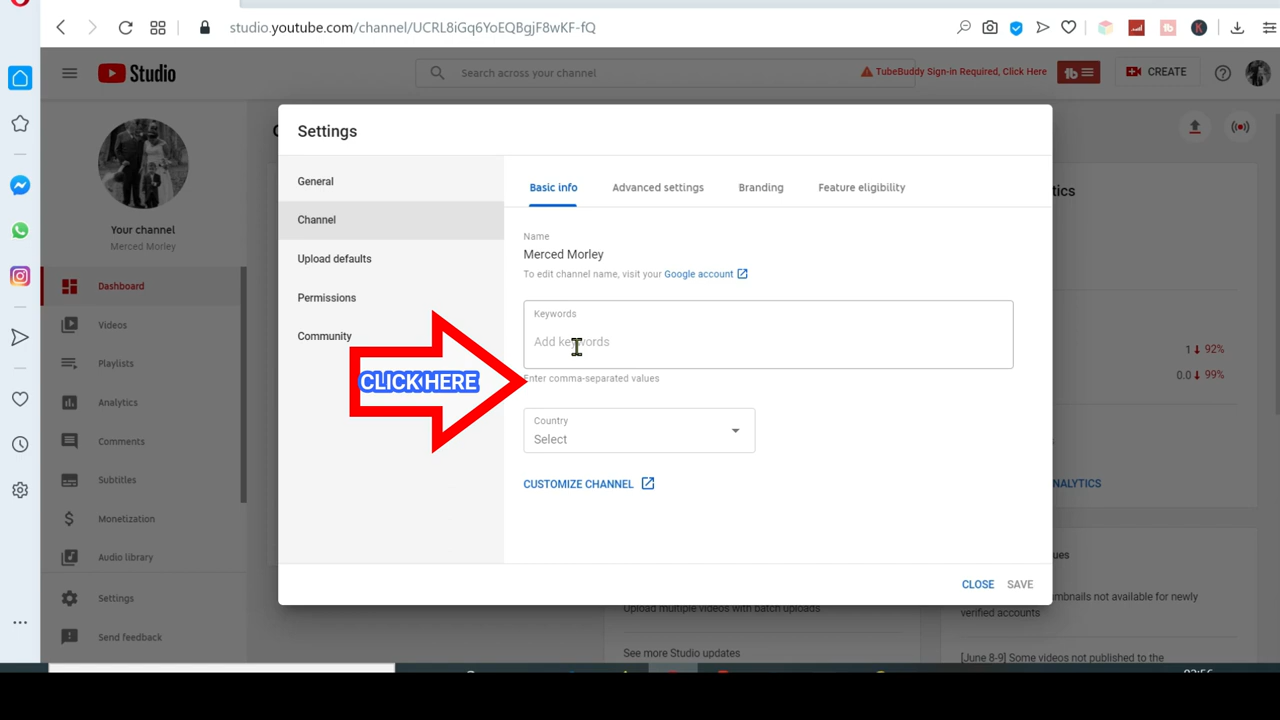 studio.youtube.com/channel/UCRL8iGq6YoEQBgjF8wKF-fQ
Studio
Search across your channel
TubeBuddy Sign-in Required, Click Here
tb
CREATE
Your channel
Merced Morley
Dashboard
Videos
Playlists
Analytics
Comments
Subtitles
Monetization
Audio library
Settings
Send feedback
Settings
General
Channel
Upload defaults
Permissions
Community
CLICK HERE
Basic info
Advanced settings
Branding
Feature eligibility
Name
Merced Morley
To edit channel name, visit your Google account
Keywords
Add keywords
Enter comma-separated values
Country
Select
CUSTOMIZE CHANNEL
CLOSE
SAVE
1 92%
0.0 99%
NALYTICS
Upload multiple videos with batch uploads
See more Studio updates
verified accounts
[June 8-9] Some videos not published to the